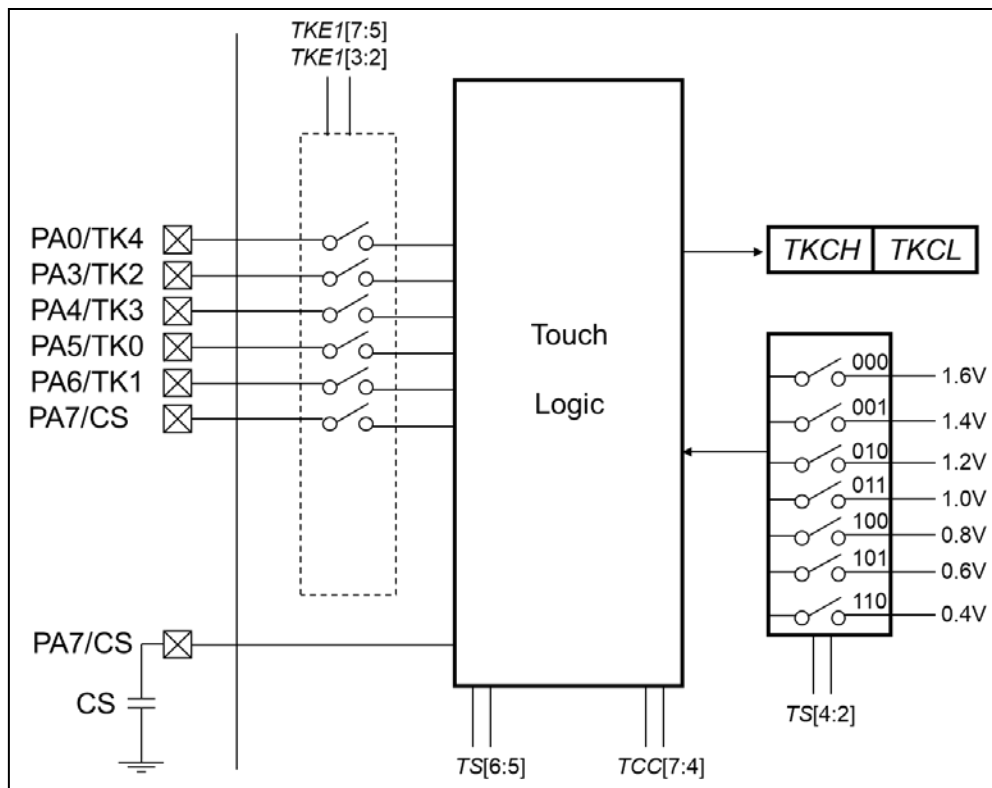 TKE1[7:5]
TKE1[3:2]
PA0/TK4
PA3/TK2
PA4/TK3
PA5/TK0
PA6/TK1
PA7/CS
PA7/CS
CS
Touch
Logic
TKCH TKCL
000 1.6V
001 1.4V
010 1.2V
011 1.0V
100 0.8V
101 0.6V
110 0.4V
TS[4:2]
TS[6:5]
TCC[7:4]